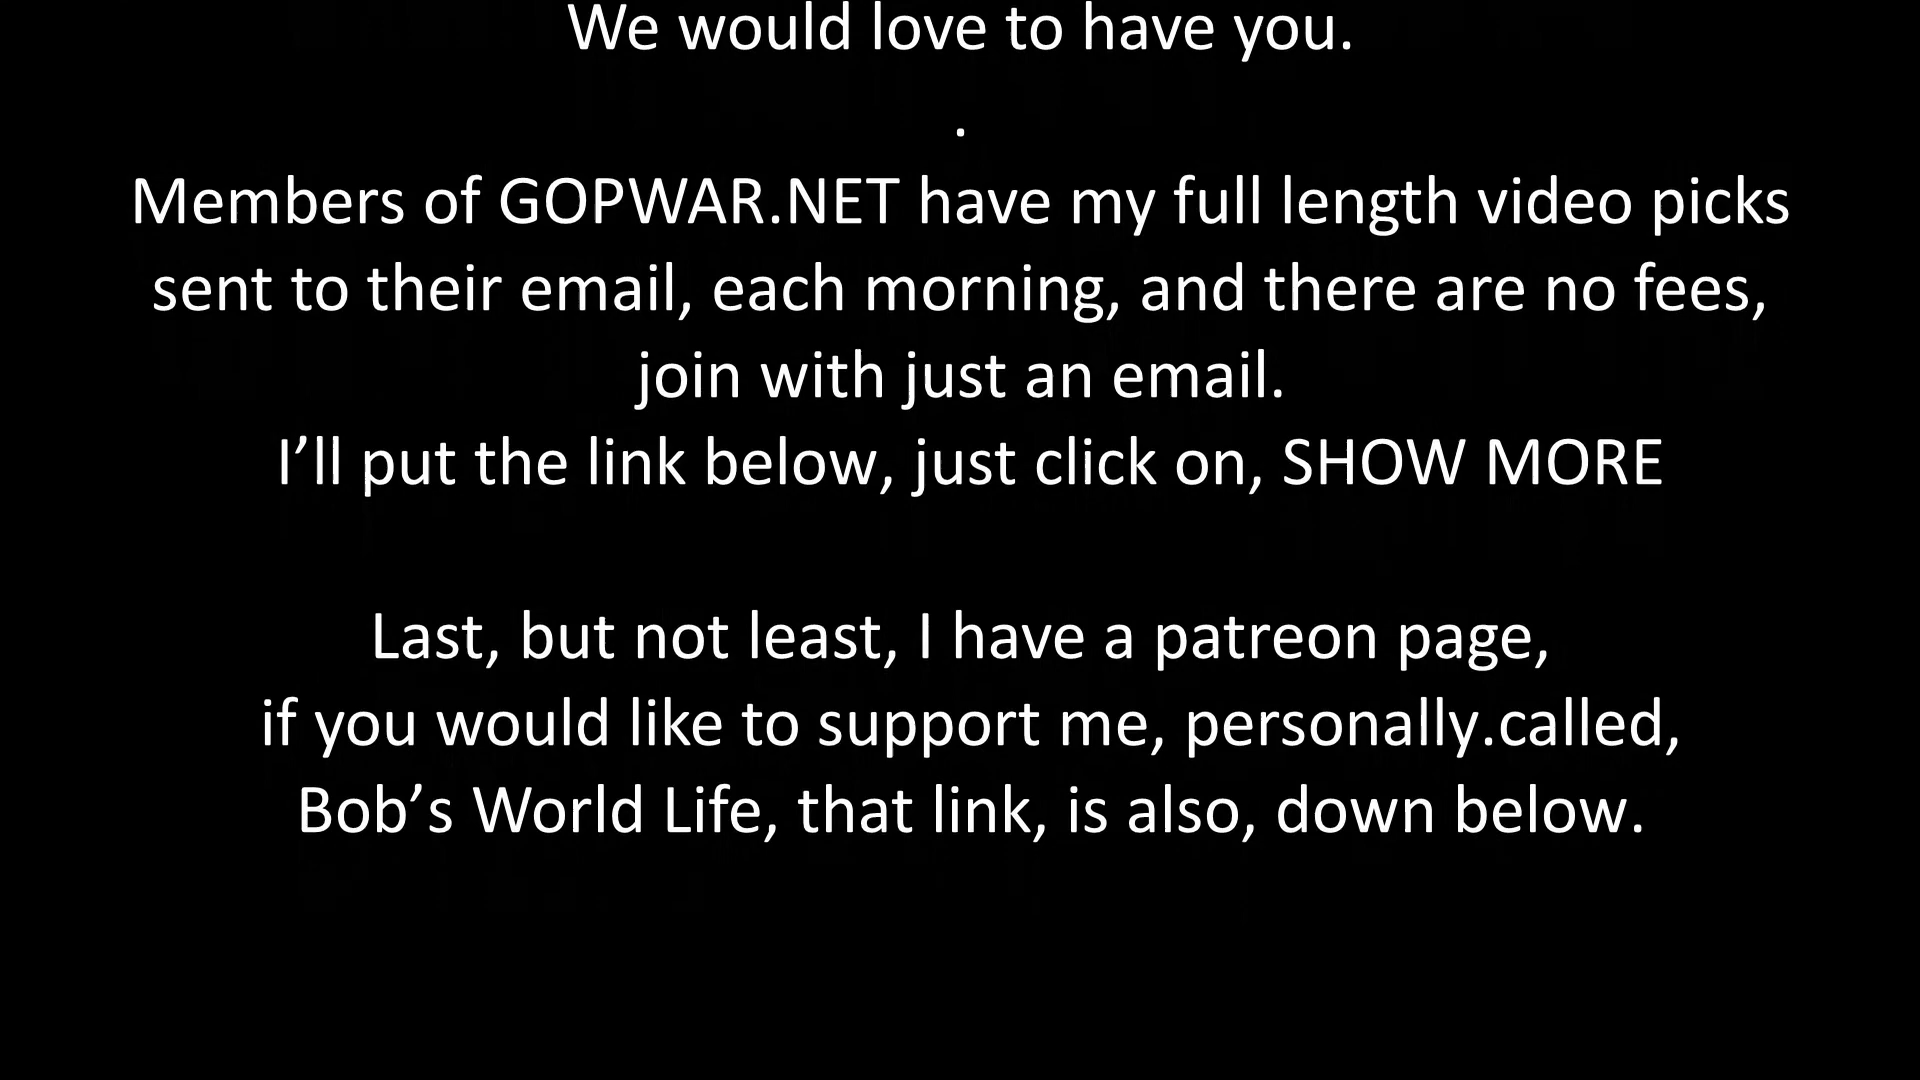 We would love to have you.
.
Members of GOPWAR.NET have my full length video picks
sent to their email, each morning, and there are no fees,
join with just an email.
I’ll put the link below, just click on, SHOW MORE
Last, but not least, I have a patreon page,
if you would like to support me, personally.called,
Bob’s World Life, that link, is also, down below.